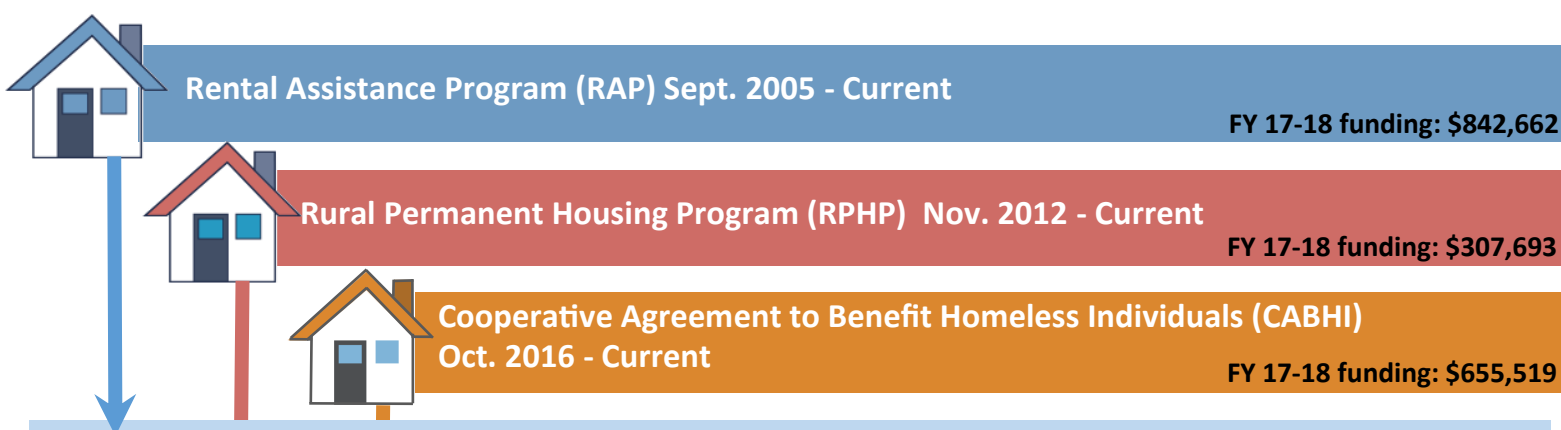 Rental Assistance Program (RAP) Sept. 2005 - Current
FY 17-18 funding: $842,662
Rural Permanent Housing Program (RPHP)  Nov. 2012 - Current
FY 17-18 funding: $307,693
Cooperative Agreement to Benefit Homeless Individuals (CABHI)
Oct. 2016 - Current
FY 17-18 funding: $655,519